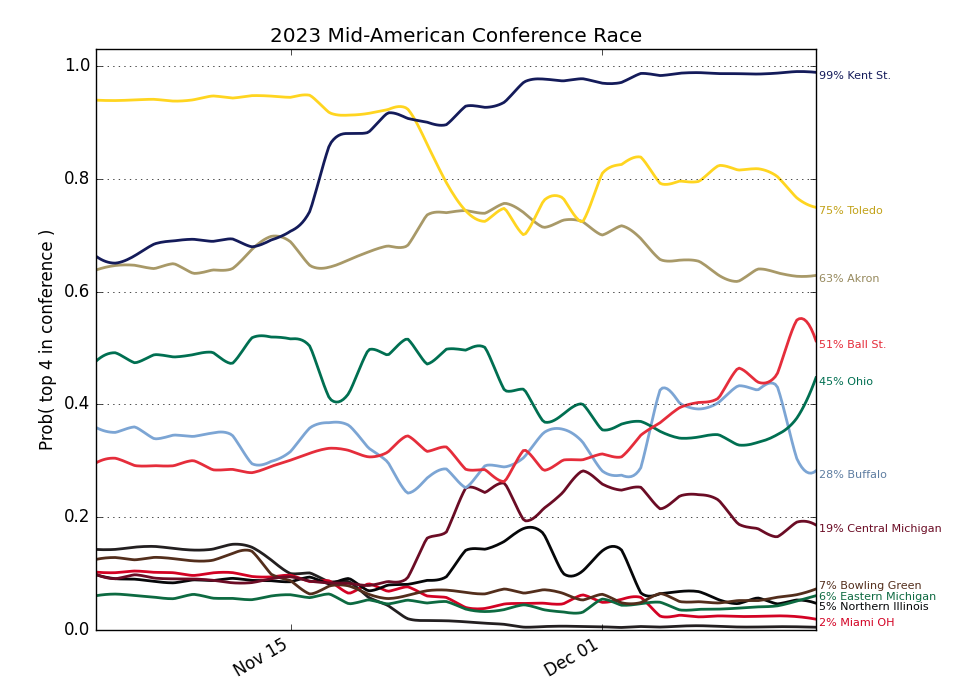 2023 Mid-American Conference Race
Prob( top 4 in conference )
1.0
0.8
0.6
0.4
0.2
0.0
Nov 15
Dec 01
99% Kent St.
75% Toledo
63% Akron
51% Ball St.
45% Ohio
28% Buffalo
19% Central Michigan
7% Bowling Green
6% Eastern Michigan
5% Northern Illinois
2% Miami OH